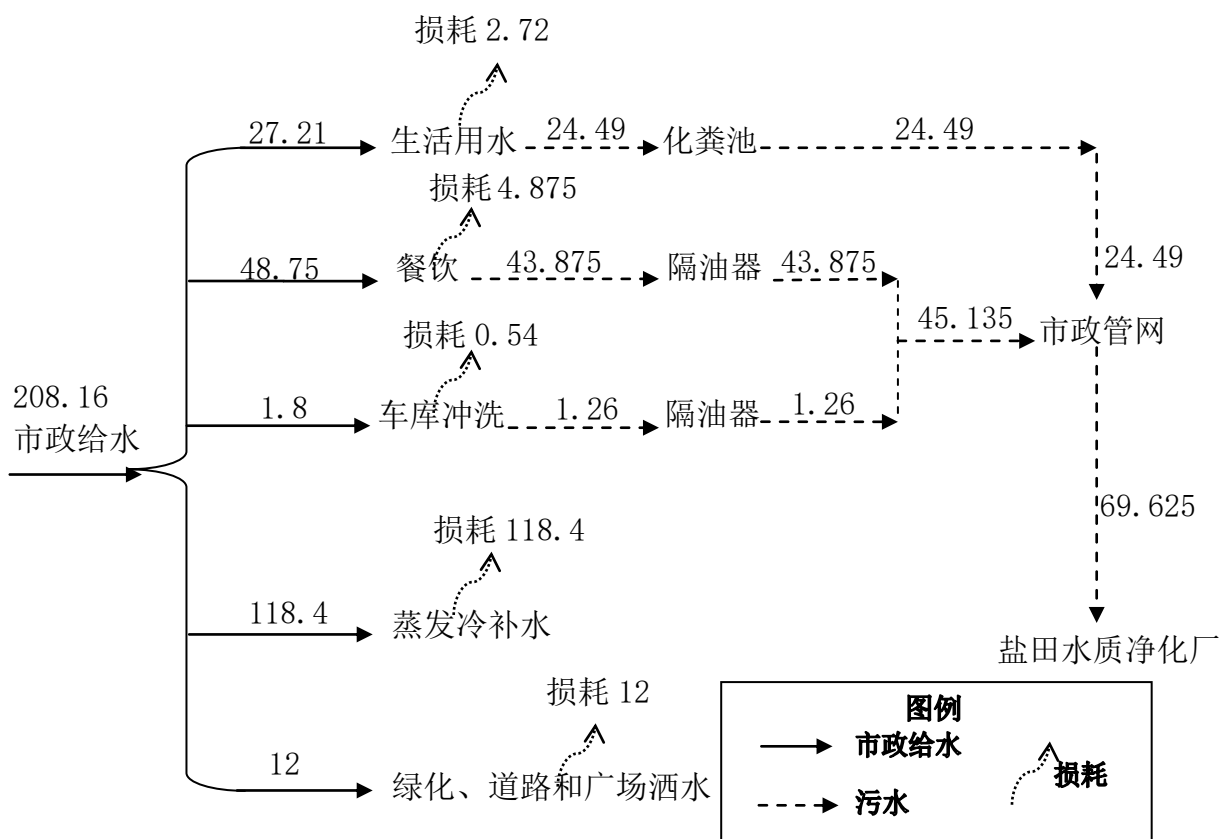 损耗 2.72
27.21
生活用水
24.49
化粪池
24.49
损耗 4.875
48.75
餐饮
43.875
隔油器
43.875
24.49
45.135
市政管网
损耗 0.54
208.16
市政给水
1.8
车库冲洗
1.26
隔油器
1.26
69.625
损耗 118.4
118.4
蒸发冷补水
盐田水质净化厂
损耗 12
12
绿化、道路和广场洒水
图例
市政给水
损耗
污水